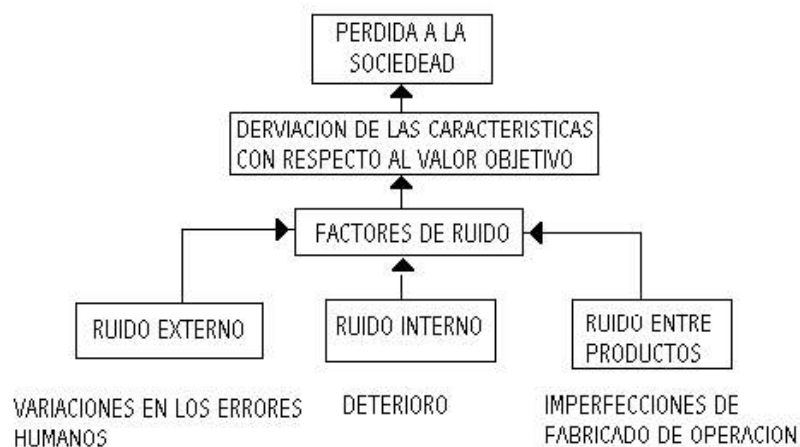 PERDIDA A LA
SOCIEDEAD
DERVIACION DE LAS CARACTERISTICAS
CON RESPECTO AL VALOR OBJETIVO
FACTORES DE RUIDO
RUIDO EXTERNO
RUIDO INTERNO
RUIDO ENTRE
PRODUCTOS
VARIACIONES EN LOS ERRORES
HUMANOS
DETERIORO
IMPERFECCIONES DE
FABRICADO DE OPERACION